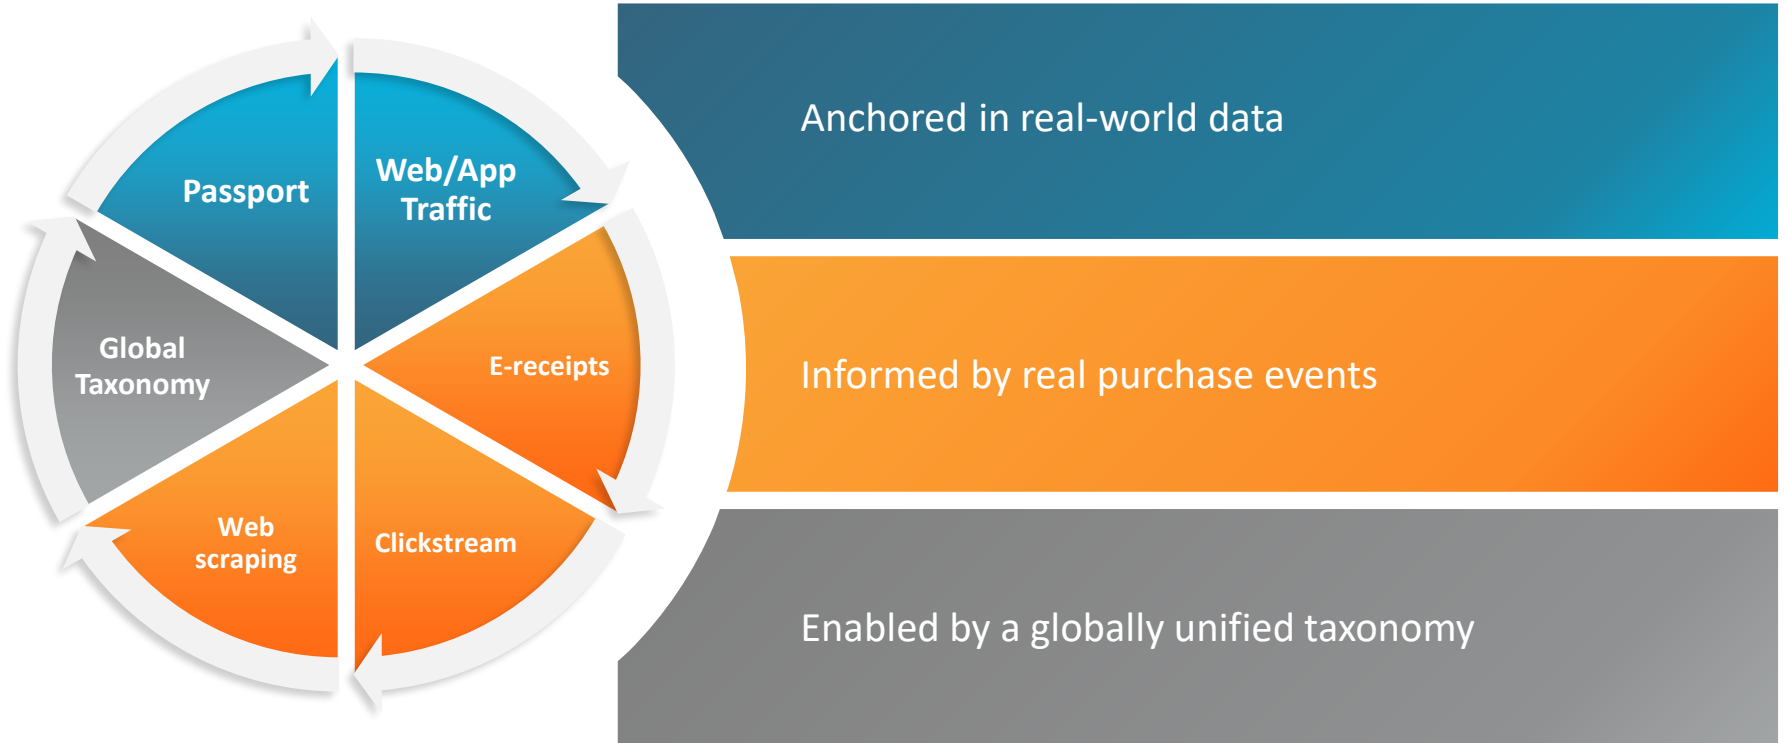 Passport
Web/App
Traffic
E-receipts
Clickstream
Web
scraping
Global
Taxonomy
Anchored in real-world data
Informed by real purchase events
Enabled by a globally unified taxonomy